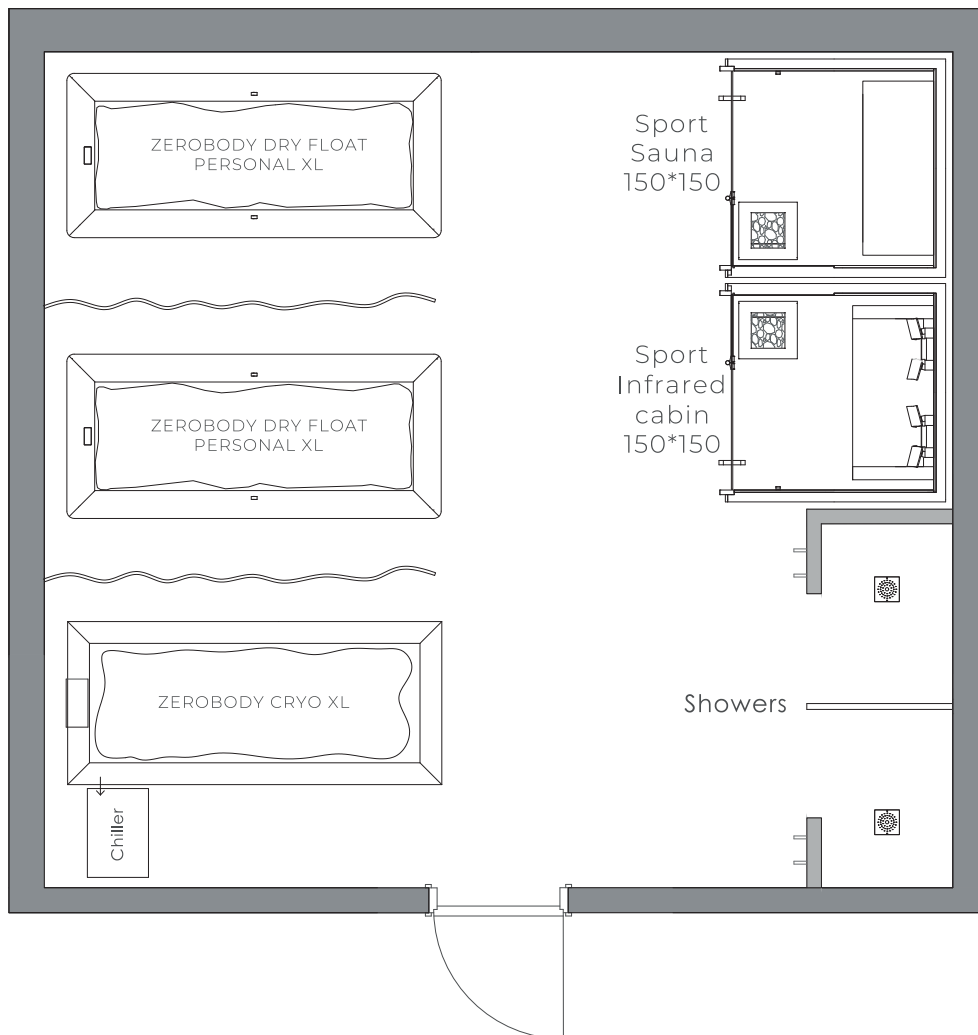 ZEROBODY DRY FLOAT
PERSONAL XL
Sport
Sauna
150*150
ZEROBODY DRY FLOAT
PERSONAL XL
Sport
Infrared
cabin
150*150
ZEROBODY CRYO XL
Showers
Chiller